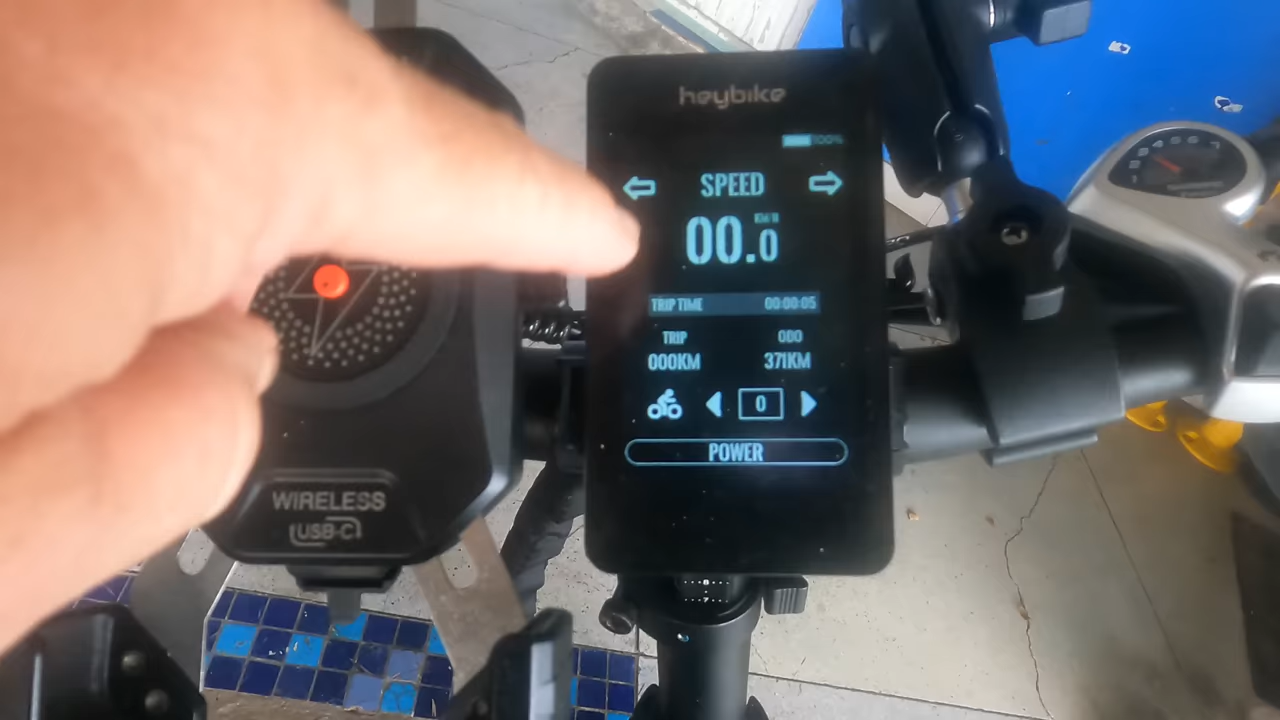 heybike
100%
SPEED
KM/H
00.0
TRIP TIME 00:00:05
TRIP ODO
000KM 371KM
0
POWER
WIRELESS
USB-C